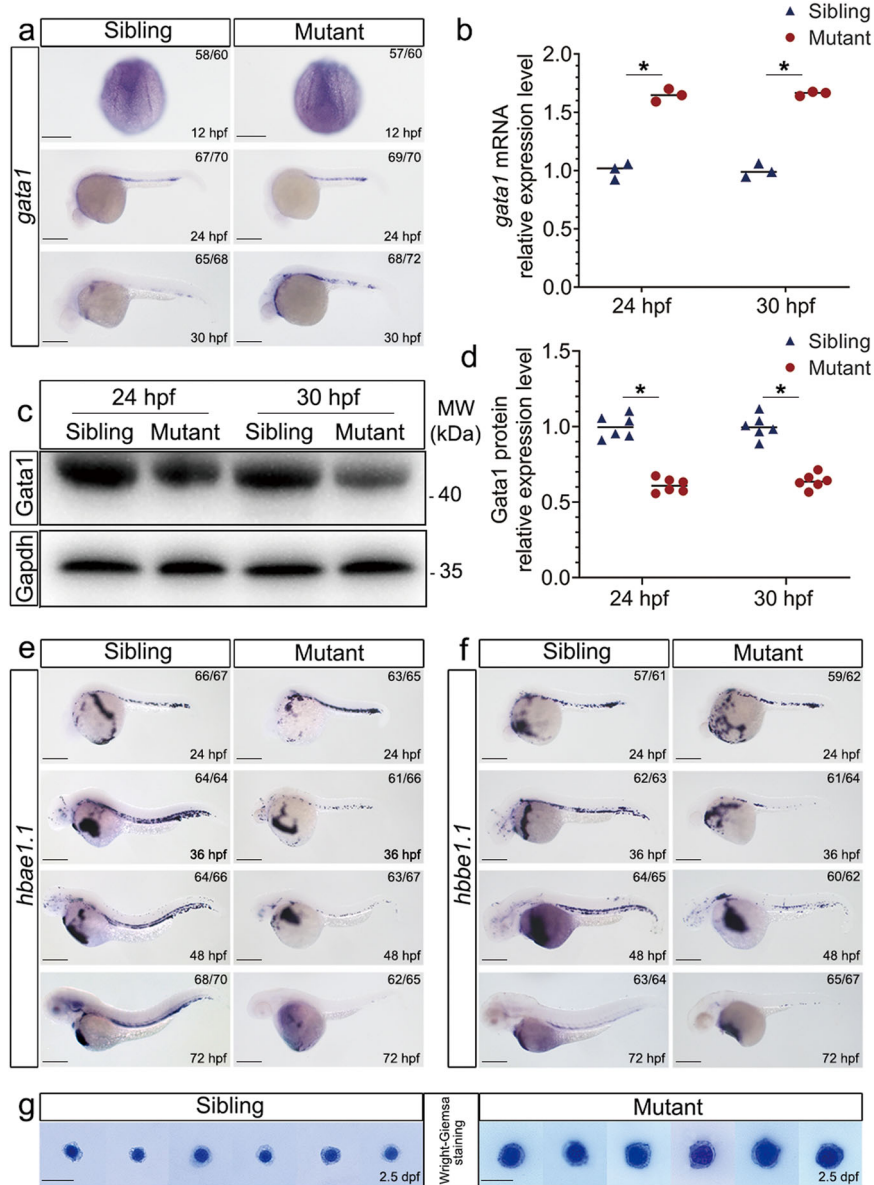 a
Sibling
Mutant
gata1
58/60
12 hpf
57/60
12 hpf
67/70
24 hpf
69/70
24 hpf
65/68
30 hpf
68/72
30 hpf
b
Sibling
Mutant
gata1 mRNA
relative expression level
2.0
1.5
1.0
0.5
0.0
*
*
24 hpf
30 hpf
c
24 hpf
30 hpf
MW
(kDa)
Sibling
Mutant
Sibling
Mutant
Gata1
- 40
Gapdh
- 35
d
Sibling
Mutant
Gata1 protein
relative expression level
1.5
1.0
0.5
0.0
*
*
24 hpf
30 hpf
e
Sibling
Mutant
hbae1.1
66/67
24 hpf
63/65
24 hpf
64/64
36 hpf
61/66
36 hpf
64/66
48 hpf
63/67
48 hpf
68/70
72 hpf
62/65
72 hpf
f
Sibling
Mutant
hbbe1.1
57/61
24 hpf
59/62
24 hpf
62/63
36 hpf
61/64
36 hpf
64/65
48 hpf
60/62
48 hpf
63/64
72 hpf
65/67
72 hpf
g
Sibling
2.5 dpf
Wright-Giemsa
staining
Mutant
2.5 dpf